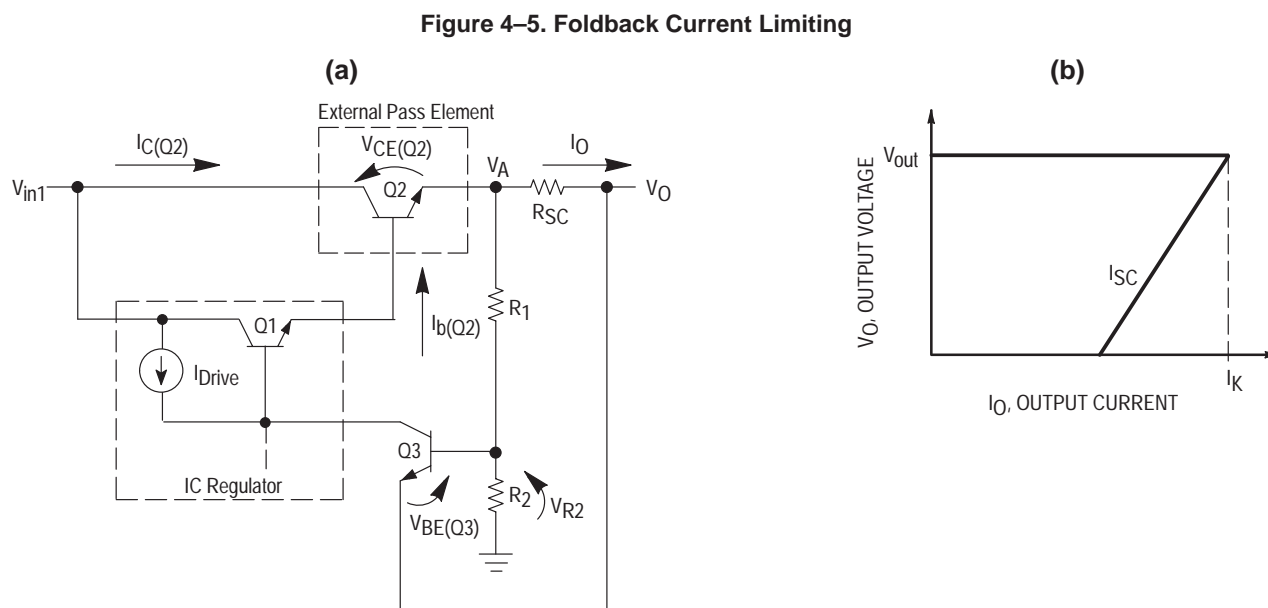 Figure 4–5. Foldback Current Limiting
(a)
External Pass Element
IC(Q2)
VCE(Q2)
VA
IO
Vin1
Q2
RSC
VO
R1
Ib(Q2)
Q1
IDrive
Q3
IC Regulator
R2
VR2
VBE(Q3)
(b)
Vout
VO, OUTPUT VOLTAGE
ISC
IK
IO, OUTPUT CURRENT